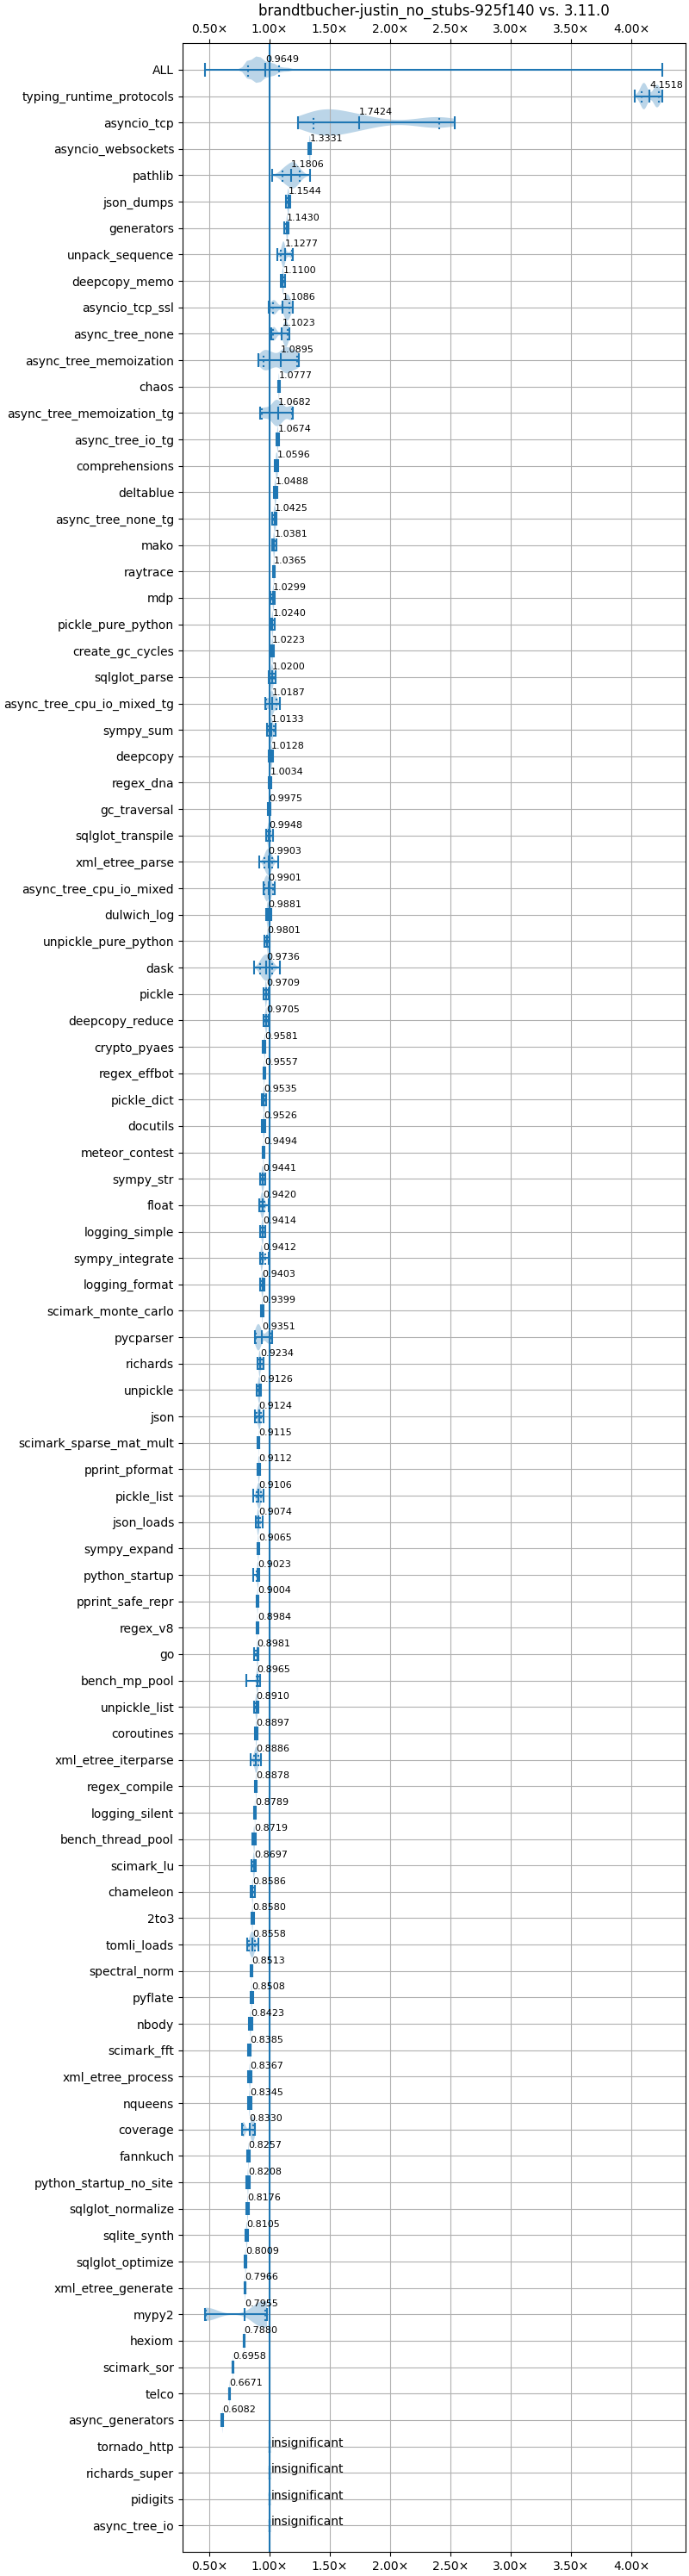 brandtbucher-justin_no_stubs-925f140 vs. 3.11.0
0.50× 1.00× 1.50× 2.00× 2.50× 3.00× 3.50× 4.00×
ALL 0.9649
typing_runtime_protocols 4.1518
asyncio_tcp 1.7424
asyncio_websockets 1.3331
pathlib 1.1806
json_dumps 1.1544
generators 1.1430
unpack_sequence 1.1277
deepcopy_memo 1.1100
asyncio_tcp_ssl 1.1086
async_tree_none 1.1023
async_tree_memoization 1.0895
chaos 1.0777
async_tree_memoization_tg 1.0682
async_tree_io_tg 1.0674
comprehensions 1.0596
deltablue 1.0488
async_tree_none_tg 1.0425
mako 1.0381
raytrace 1.0365
mdp 1.0299
pickle_pure_python 1.0240
create_gc_cycles 1.0223
sqlglot_parse 1.0200
async_tree_cpu_io_mixed_tg 1.0187
sympy_sum 1.0133
deepcopy 1.0128
regex_dna 1.0034
gc_traversal 0.9975
sqlglot_transpile 0.9948
xml_etree_parse 0.9903
async_tree_cpu_io_mixed 0.9901
dulwich_log 0.9881
unpickle_pure_python 0.9801
dask 0.9736
pickle 0.9709
deepcopy_reduce 0.9705
crypto_pyaes 0.9581
regex_effbot 0.9557
pickle_dict 0.9535
docutils 0.9526
meteor_contest 0.9494
sympy_str 0.9441
float 0.9420
logging_simple 0.9414
sympy_integrate 0.9412
logging_format 0.9403
scimark_monte_carlo 0.9399
pycparser 0.9351
richards 0.9234
unpickle 0.9126
json 0.9124
scimark_sparse_mat_mult 0.9115
pprint_pformat 0.9112
pickle_list 0.9106
json_loads 0.9074
sympy_expand 0.9065
python_startup 0.9023
pprint_safe_repr 0.9004
regex_v8 0.8984
go 0.8981
bench_mp_pool 0.8965
unpickle_list 0.8910
coroutines 0.8897
xml_etree_iterparse 0.8886
regex_compile 0.8878
logging_silent 0.8789
bench_thread_pool 0.8719
scimark_lu 0.8697
chameleon 0.8586
2to3 0.8580
tomli_loads 0.8558
spectral_norm 0.8513
pyflate 0.8508
nbody 0.8423
scimark_fft 0.8385
xml_etree_process 0.8367
nqueens 0.8345
coverage 0.8330
fannkuch 0.8257
python_startup_no_site 0.8208
sqlglot_normalize 0.8176
sqlite_synth 0.8105
sqlglot_optimize 0.8009
xml_etree_generate 0.7966
mypy2 0.7955
hexiom 0.7880
scimark_sor 0.6958
telco 0.6671
async_generators 0.6082
tornado_http insignificant
richards_super insignificant
pidigits insignificant
async_tree_io insignificant
0.50× 1.00× 1.50× 2.00× 2.50× 3.00× 3.50× 4.00×